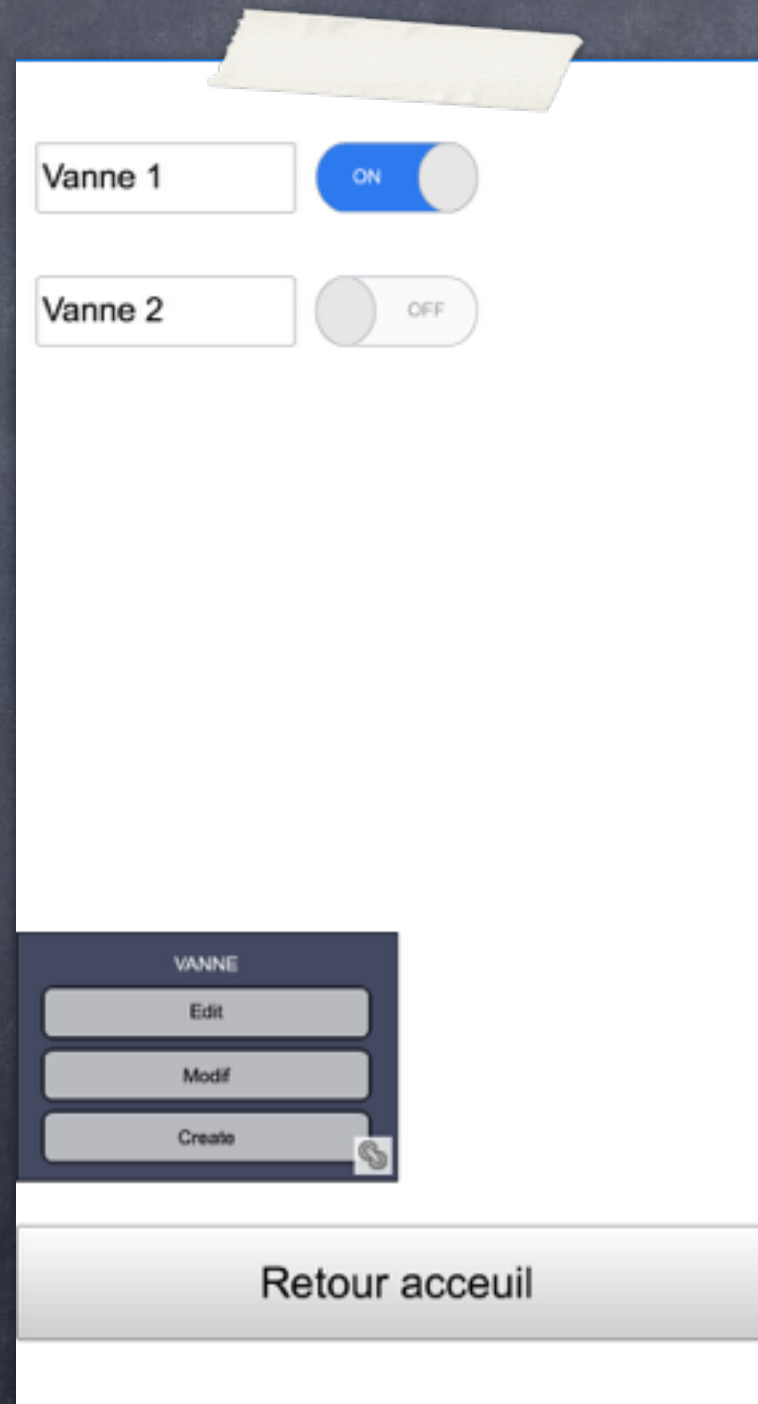 Vanne 1
ON
Vanne 2
OFF
VANNE
Edit
Modif
Create
Retour acceuil